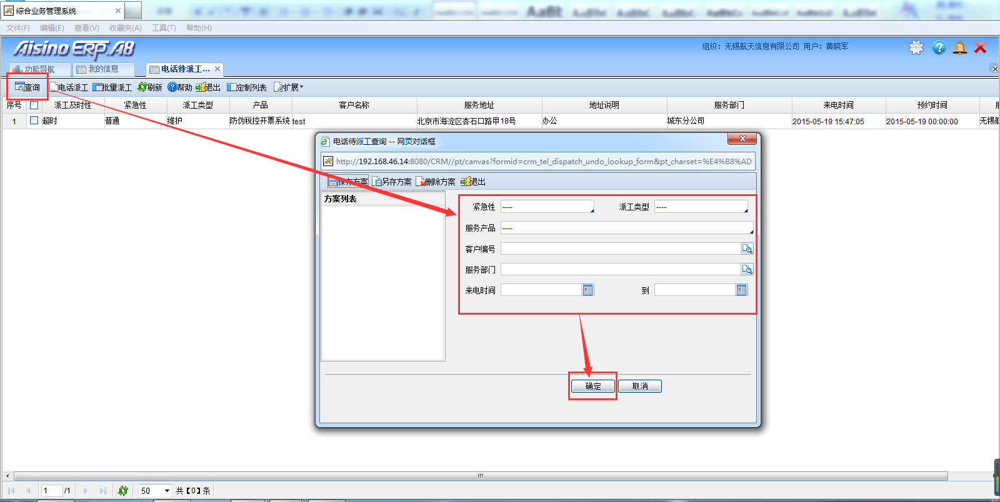 综合业务管理系统
文件(F) 编辑(E) 查看(V) 收藏夹(A) 工具(T) 帮助(H)
Aisino ERP.A8
组织：无锡航天信息有限公司 用户：黄晓军
功能导航 我的信息 电话待派工...
查询 电话派工 批量派工 刷新 帮助 退出 定制列表 扩展
序号 派工及时性 紧急性 派工类型 产品 客户名称 服务地址 地址说明 服务部门 来电时间 预约时间
1 超时 普通 维护 防伪税控开票系统 test 北京市海淀区杏石口路甲18号 办公 城东分公司 2015-05-19 15:47:05 2015-05-19 00:00:00 无锡航
电话待派工查询 -- 网页对话框
http://192.168.46.14:8080/CRM//pt/canvas?formid=crm_tel_dispatch_undo_lookup_form&pt_charset=%E4%B8%AD
保存方案 另存方案 删除方案 退出
方案列表
紧急性 ---- 派工类型 ----
服务产品 ----
客户编号
服务部门
来电时间 到
确定 取消
1 /1 50 共【0】条